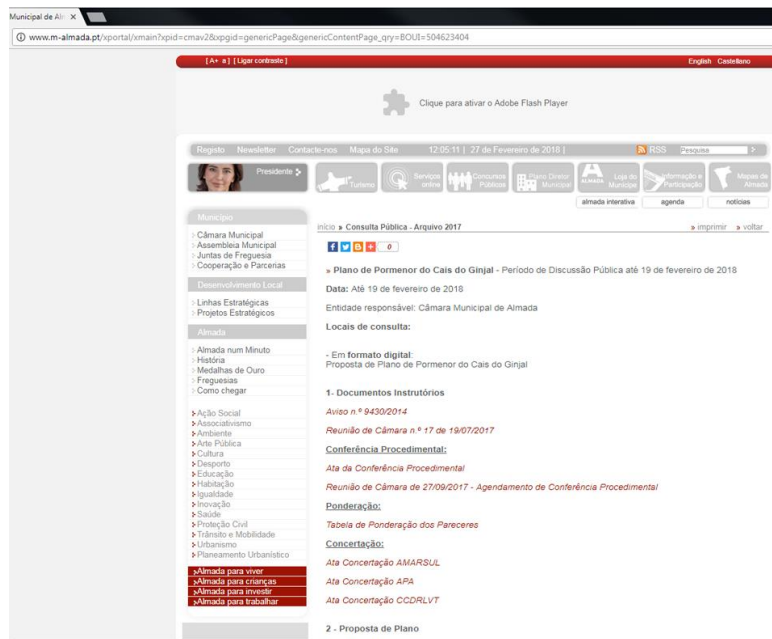 Municipal de Alm
www.m-almada.pt/xportal/xmain?xpid=cmav2&xpgid=genericPage&genericContentPage_qry=BOUI=504623404
[ A+ a ] [ Ligar contraste ]
English Castellano
Clique para ativar o Adobe Flash Player
Registo Newsletter Contacte-nos Mapa do Site 12:05:11 | 27 de Fevereiro de 2018 | RSS Pesquisa
Presidente
Turismo
Serviços online
Concursos Públicos
Plano Diretor Municipal
ALMADA
Loja do Munícipe
Informação e Participação
Mapas de Almada
almada interativa agenda notícias
Município
Câmara Municipal
Assembleia Municipal
Juntas de Freguesia
Cooperação e Parcerias
Desenvolvimento Local
Linhas Estratégicas
Projetos Estratégicos
Almada
Almada num Minuto
História
Medalhas de Ouro
Freguesias
Como chegar
Ação Social
Associativismo
Ambiente
Arte Pública
Cultura
Desporto
Educação
Habitação
Igualdade
Inovação
Saúde
Proteção Civil
Trânsito e Mobilidade
Urbanismo
Planeamento Urbanístico
Almada para viver
Almada para crianças
Almada para investir
Almada para trabalhar
início » Consulta Pública - Arquivo 2017 » imprimir » voltar
0
» Plano de Pormenor do Cais do Ginjal - Período de Discussão Pública até 19 de fevereiro de 2018
Data: Até 19 de fevereiro de 2018
Entidade responsável: Câmara Municipal de Almada
Locais de consulta:
- Em formato digital:
Proposta de Plano de Pormenor do Cais do Ginjal
1- Documentos Instrutórios
Aviso n.º 9430/2014
Reunião de Câmara n.º 17 de 19/07/2017
Conferência Procedimental:
Ata da Conferência Procedimental
Reunião de Câmara de 27/09/2017 - Agendamento de Conferência Procedimental
Ponderação:
Tabela de Ponderação dos Pareceres
Concertação:
Ata Concertação AMARSUL
Ata Concertação APA
Ata Concertação CCDRLVT
2 - Proposta de Plano